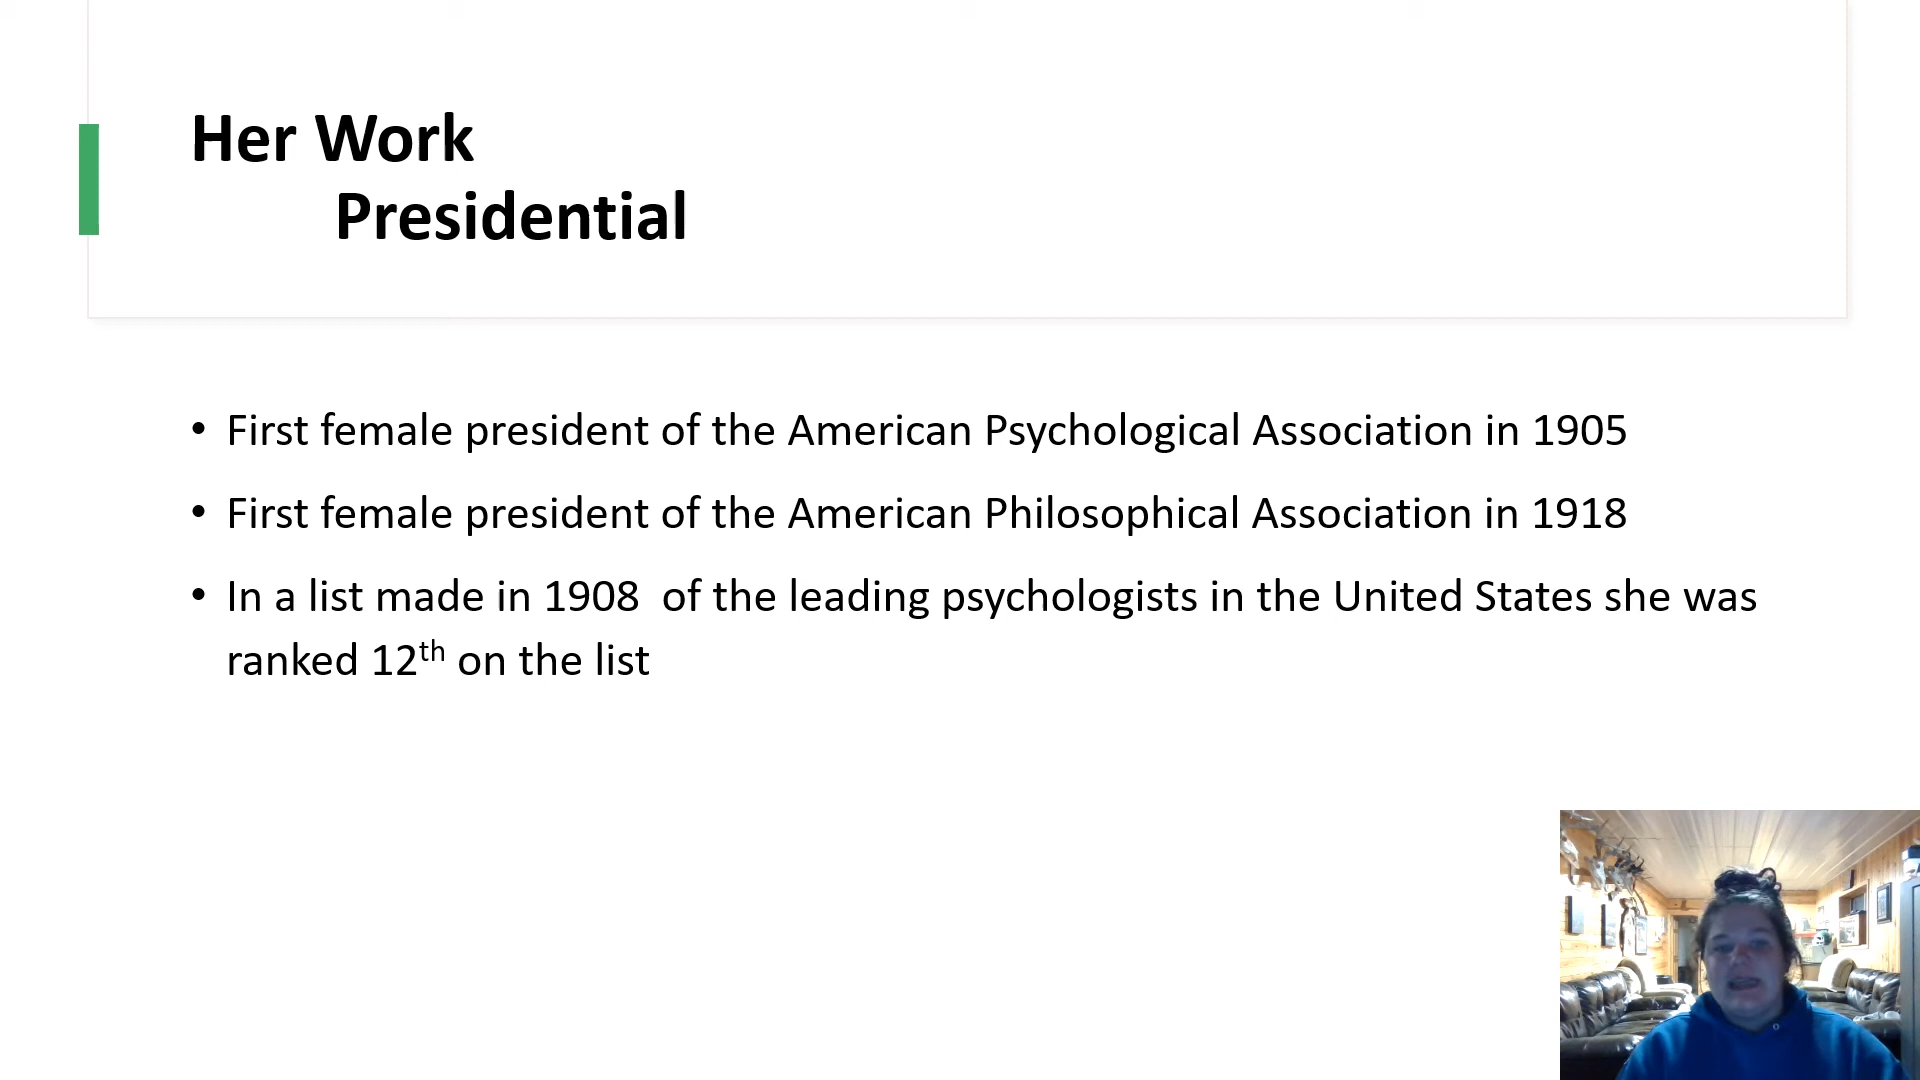 Her Work
Presidential
• First female president of the American Psychological Association in 1905
• First female president of the American Philosophical Association in 1918
• In a list made in 1908  of the leading psychologists in the United States she was
ranked 12th on the list